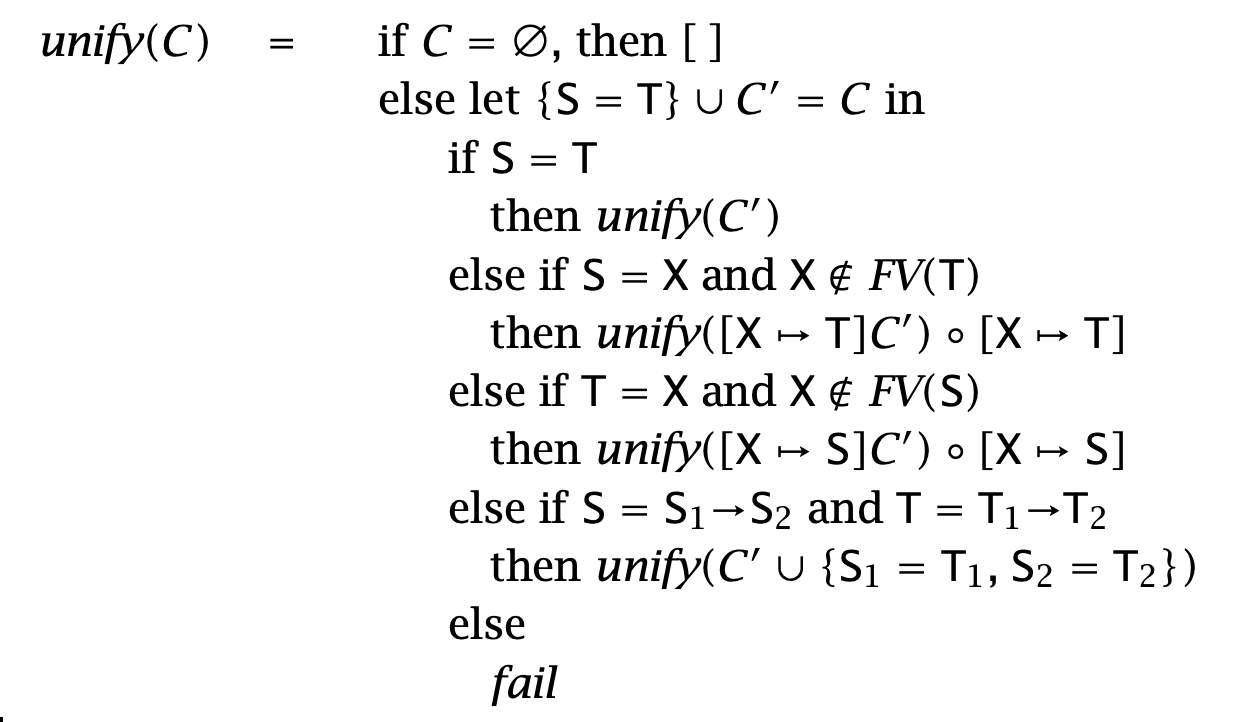 unify(C) = if C = ∅, then [ ]
else let {S = T} ∪ C′ = C in
if S = T
then unify(C′)
else if S = X and X ∉ FV(T)
then unify([X ↦ T]C′) ∘ [X ↦ T]
else if T = X and X ∉ FV(S)
then unify([X ↦ S]C′) ∘ [X ↦ S]
else if S = S₁→S₂ and T = T₁→T₂
then unify(C′ ∪ {S₁ = T₁, S₂ = T₂})
else
fail